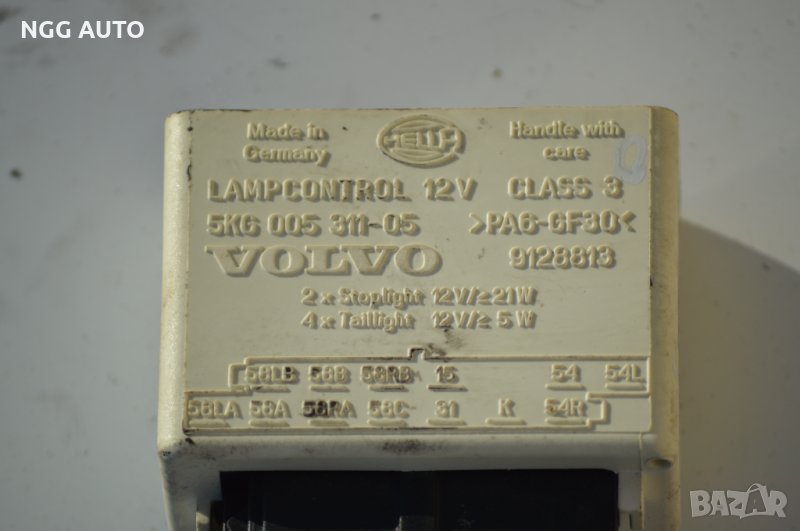 NGG AUTO
Made in
Germany
HELLA
Handle with
care
LAMPCONTROL 12V CLASS 3
5KG 005 311-05 >PA6-GF30<
VOLVO 9128813
2 x Stoplight 12V/≥21W
4 x Taillight 12V/≥ 5 W
58LB 58B 58RB 15 54 54L
58LA 58A 58RA 58C 31 K 54R
BAZAR